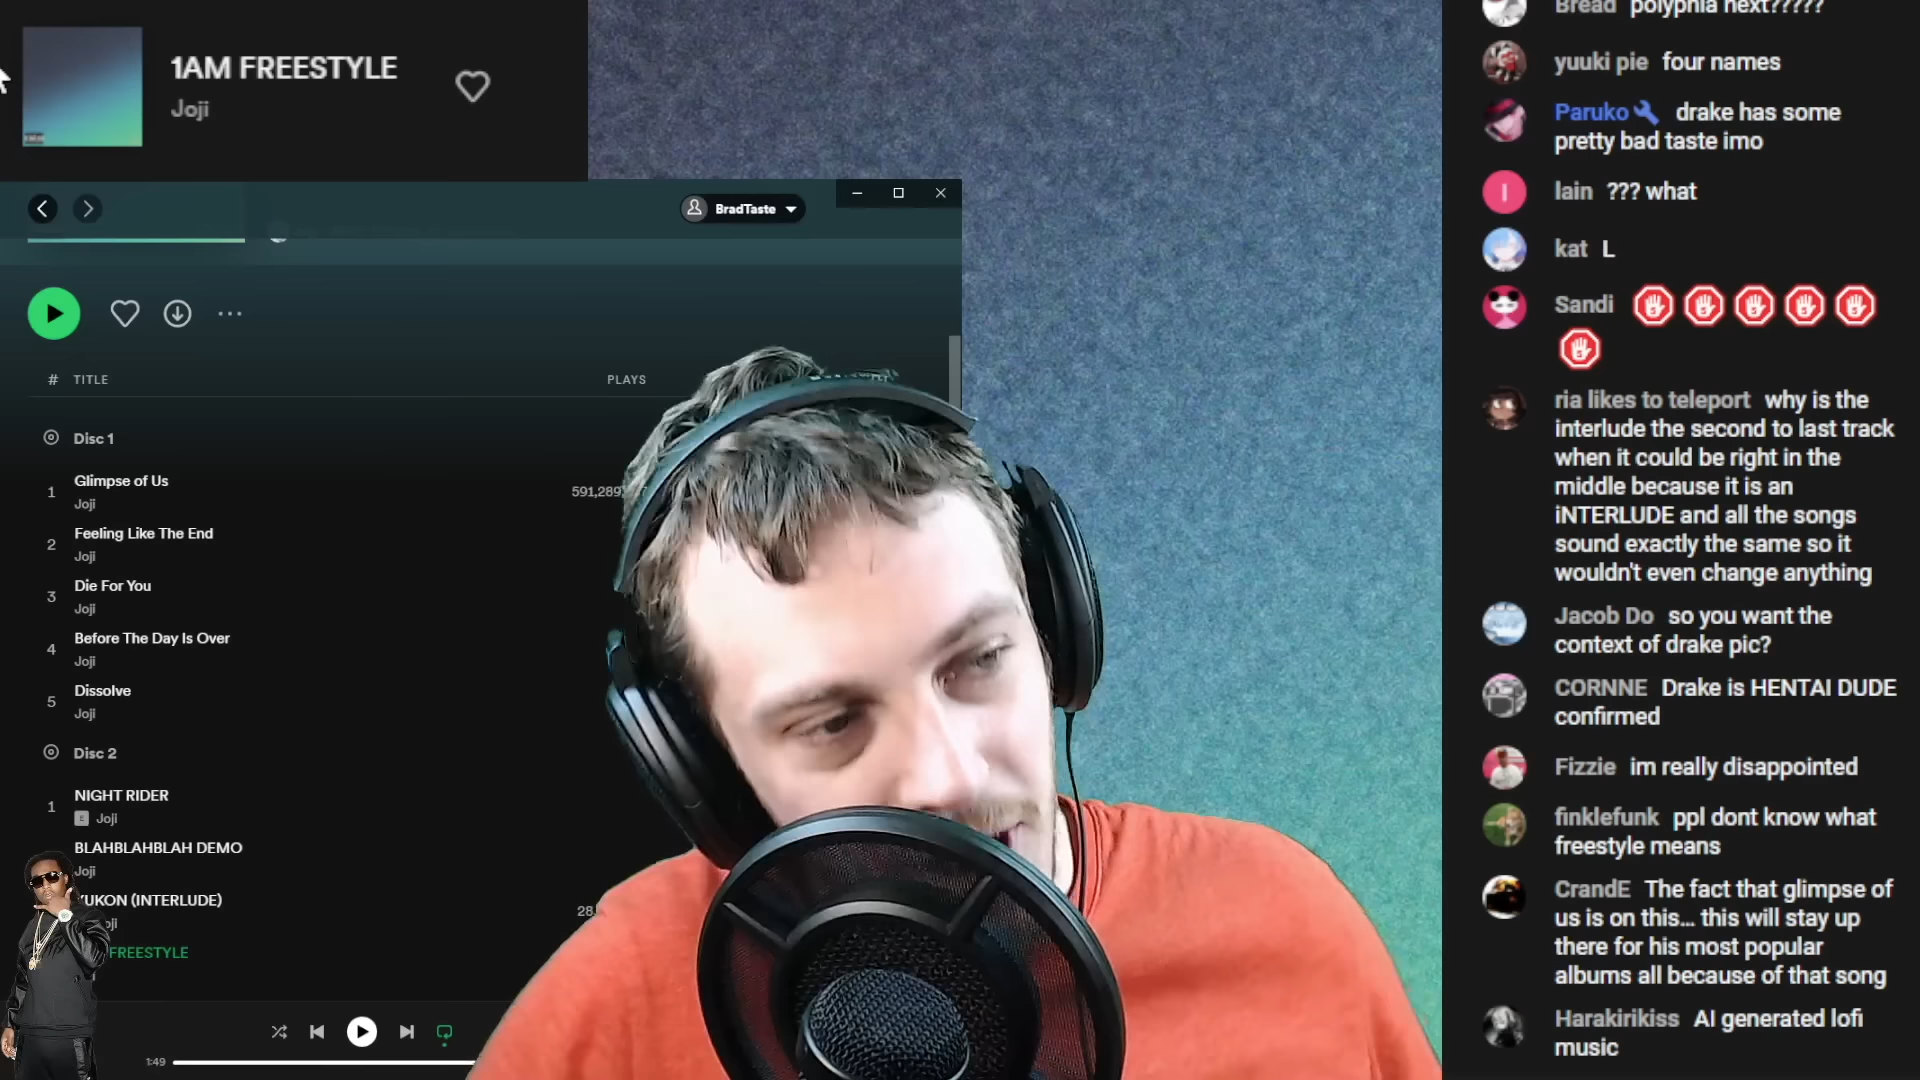 1AM FREESTYLE
Joji
BradTaste
# TITLE PLAYS
Disc 1
1 Glimpse of Us 591,289
Joji
2 Feeling Like The End
Joji
3 Die For You
Joji
4 Before The Day Is Over
Joji
5 Dissolve
Joji
Disc 2
1 NIGHT RIDER
E Joji
BLAHBLAHBLAH DEMO
Joji
YUKON (INTERLUDE) 28,
FREESTYLE
1:49
Bread polyphia next?????
yuuki pie four names
Paruko drake has some
pretty bad taste imo
I lain ??? what
kat L
Sandi
ria likes to teleport why is the
interlude the second to last track
when it could be right in the
middle because it is an
iNTERLUDE and all the songs
sound exactly the same so it
wouldn't even change anything
Jacob Do so you want the
context of drake pic?
CORNNE Drake is HENTAI DUDE
confirmed
Fizzie im really disappointed
finklefunk ppl dont know what
freestyle means
CrandE The fact that glimpse of
us is on this... this will stay up
there for his most popular
albums all because of that song
Harakirikiss AI generated lofi
music